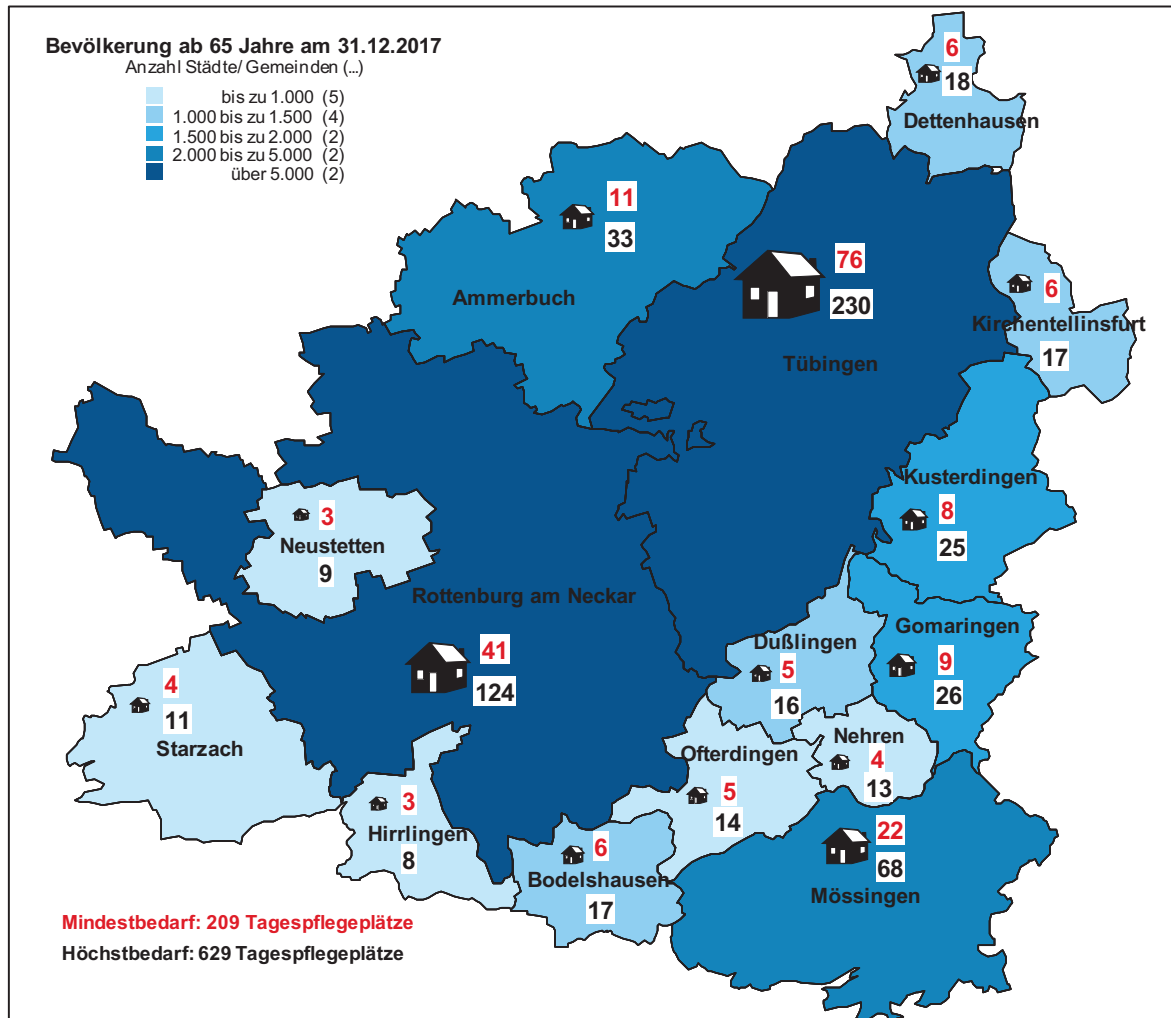 Bevölkerung ab 65 Jahre am 31.12.2017
Anzahl Städte/ Gemeinden (...)
bis zu 1.000 (5)
1.000 bis zu 1.500 (4)
1.500 bis zu 2.000 (2)
2.000 bis zu 5.000 (2)
über 5.000 (2)
6
18
Dettenhausen
11
33
Ammerbuch
76
230
Tübingen
6
Kirchentellinsfurt
17
Kusterdingen
8
25
3
Neustetten
9
Rottenburg am Neckar
41
124
Dußlingen
5
16
Gomaringen
9
26
4
11
Starzach
Nehren
4
13
Ofterdingen
5
14
3
Hirrlingen
8
6
Bodelshausen
17
22
68
Mössingen
Mindestbedarf: 209 Tagespflegeplätze
Höchstbedarf: 629 Tagespflegeplätze